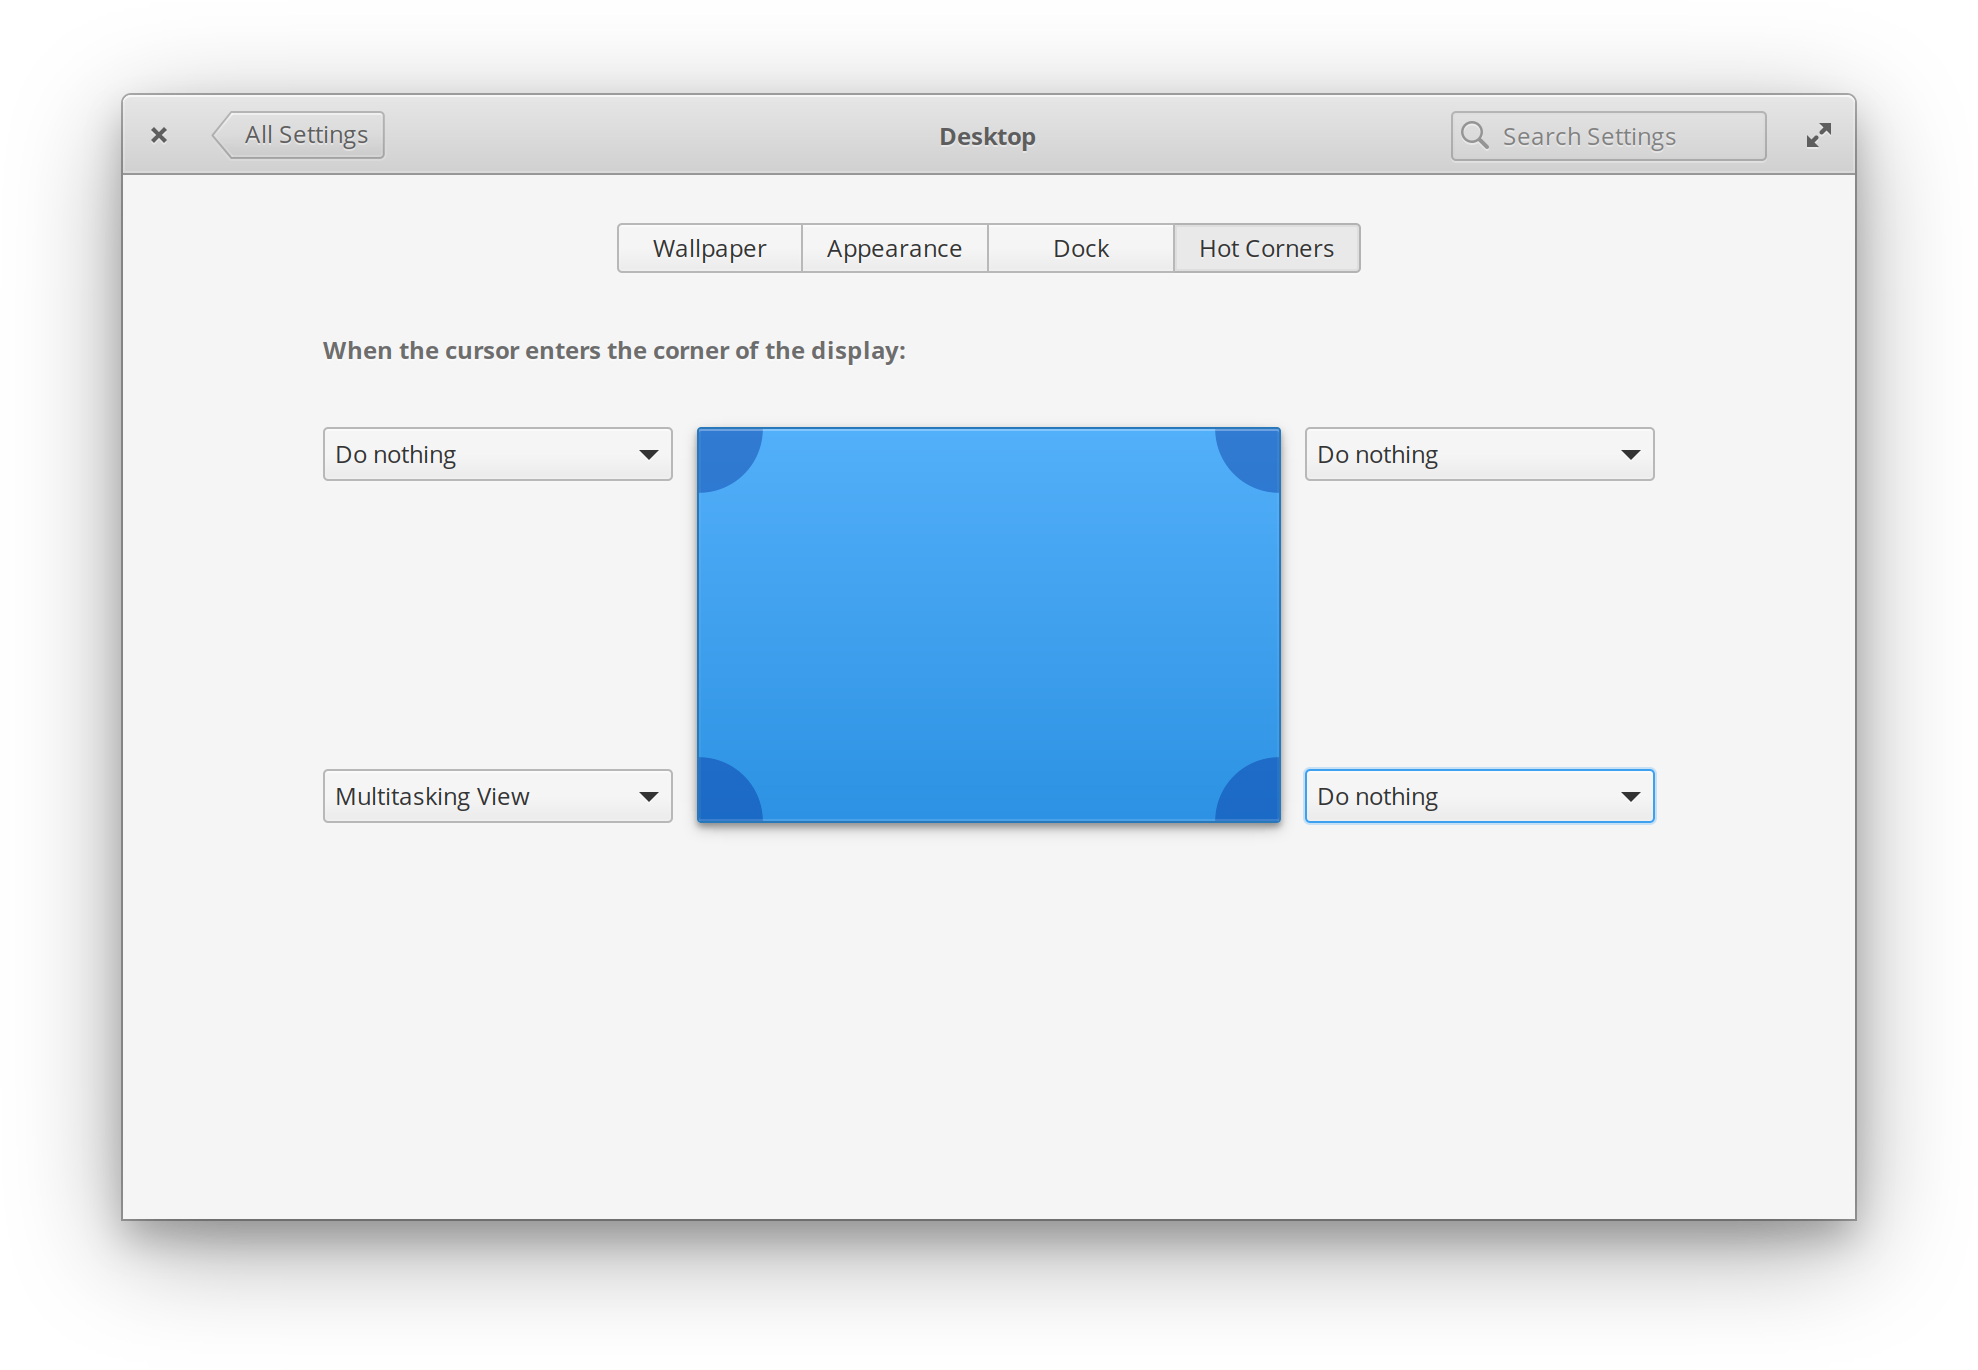 All Settings
Desktop
Search Settings
Wallpaper
Appearance
Dock
Hot Corners
When the cursor enters the corner of the display:
Do nothing
Do nothing
Multitasking View
Do nothing